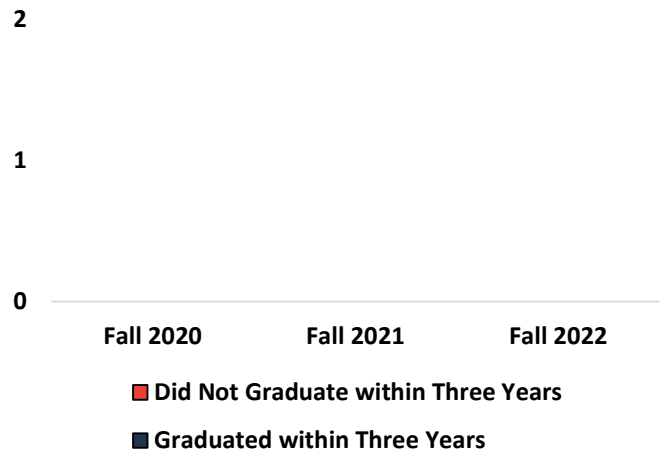 2
1
0
Fall 2020 Fall 2021 Fall 2022
Did Not Graduate within Three Years
Graduated within Three Years